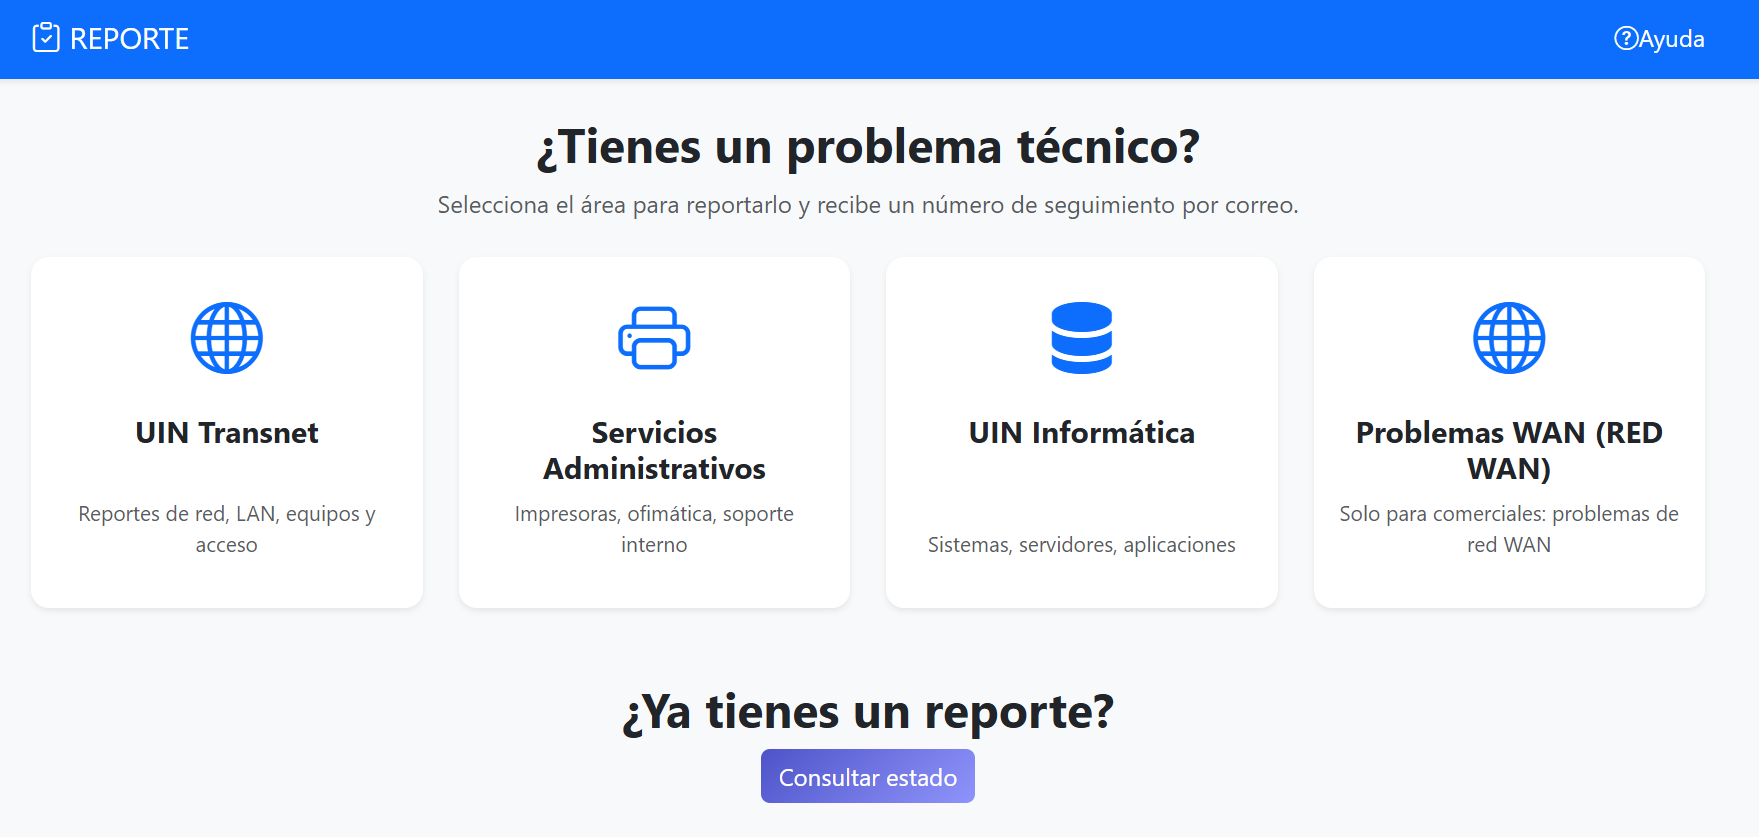 REPORTE
Ayuda
¿Tienes un problema técnico?
Selecciona el área para reportarlo y recibe un número de seguimiento por correo.
UIN Transnet
Reportes de red, LAN, equipos y
acceso
Servicios
Administrativos
Impresoras, ofimática, soporte
interno
UIN Informática
Sistemas, servidores, aplicaciones
Problemas WAN (RED
WAN)
Solo para comerciales: problemas de
red WAN
¿Ya tienes un reporte?
Consultar estado